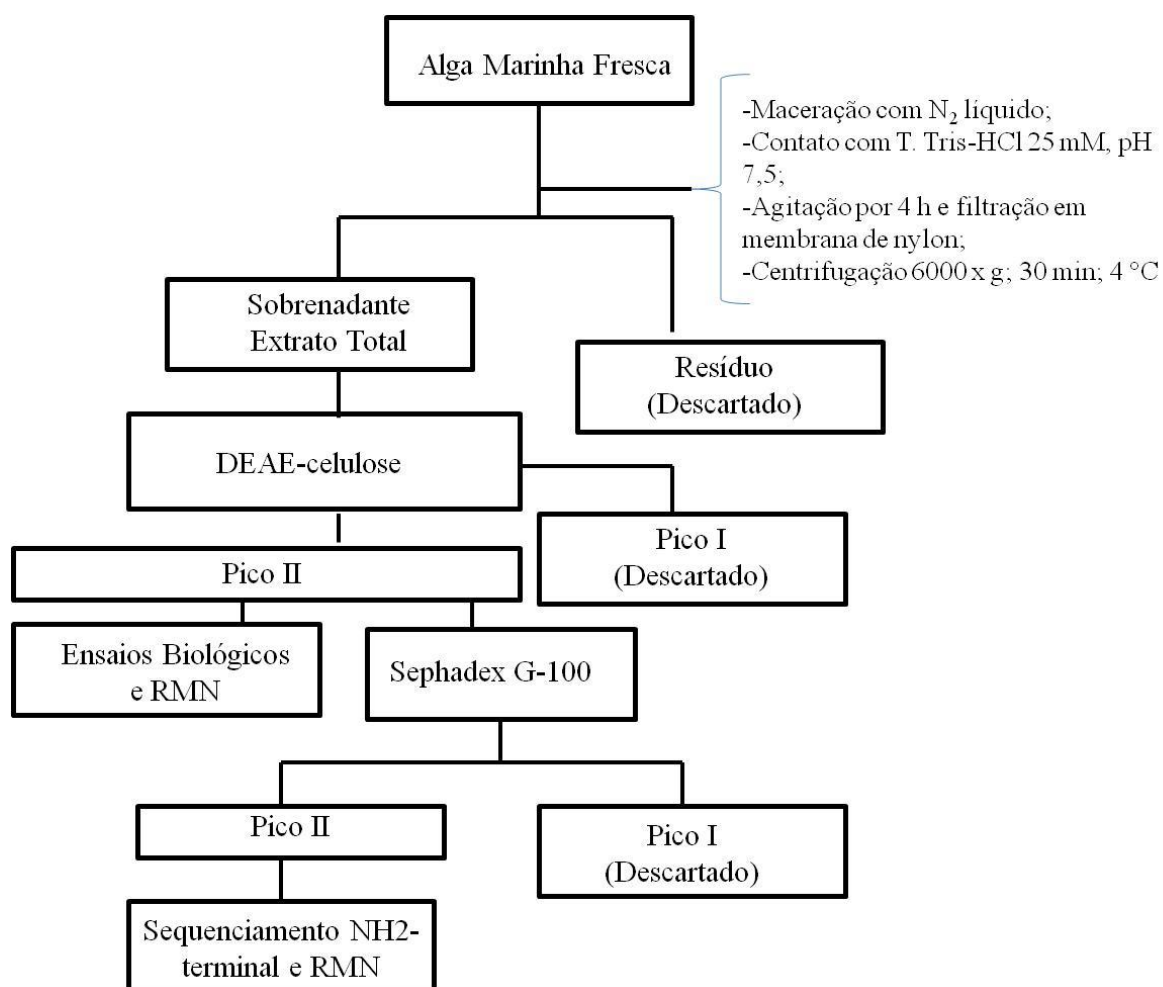 Alga Marinha Fresca
-Maceração com N₂ líquido;
-Contato com T. Tris-HCl 25 mM, pH
7,5;
-Agitação por 4 h e filtração em
membrana de nylon;
-Centrifugação 6000 x g; 30 min; 4 °C
Sobrenadante
Extrato Total
Resíduo
(Descartado)
DEAE-celulose
Pico I
(Descartado)
Pico II
Ensaios Biológicos
e RMN
Sephadex G-100
Pico II
Pico I
(Descartado)
Sequenciamento NH2-
terminal e RMN